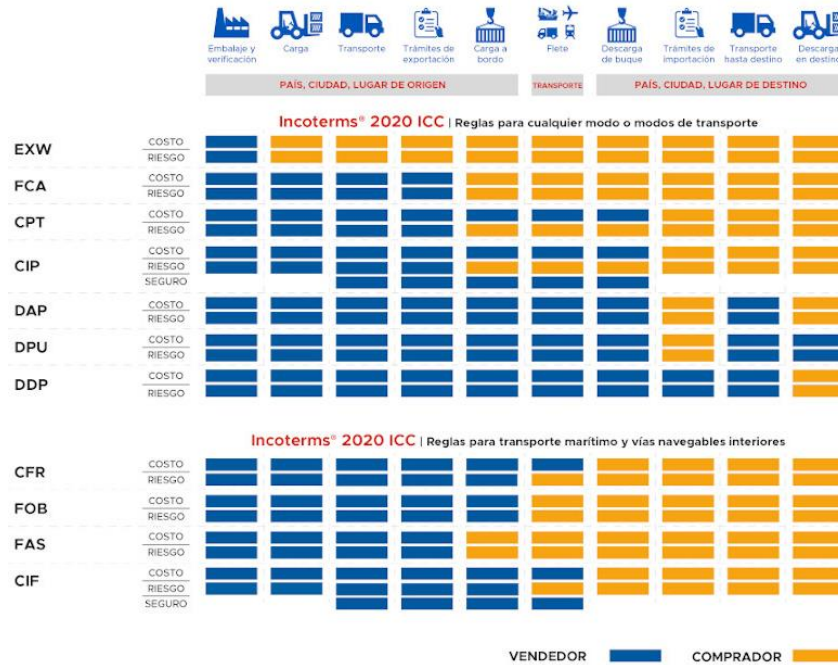 Embalaje y verificación
Carga
Transporte
Trámites de exportación
Carga a bordo
Flete
Descarga de buque
Trámites de importación
Transporte hasta destino
Descarga en destino
PAÍS, CIUDAD, LUGAR DE ORIGEN
TRANSPORTE
PAÍS, CIUDAD, LUGAR DE DESTINO
Incoterms® 2020 ICC | Reglas para cualquier modo o modos de transporte
EXW
COSTO
RIESGO
FCA
COSTO
RIESGO
CPT
COSTO
RIESGO
CIP
COSTO
RIESGO
SEGURO
DAP
COSTO
RIESGO
DPU
COSTO
RIESGO
DDP
COSTO
RIESGO
Incoterms® 2020 ICC | Reglas para transporte marítimo y vías navegables interiores
CFR
COSTO
RIESGO
FOB
COSTO
RIESGO
FAS
COSTO
RIESGO
CIF
COSTO
RIESGO
SEGURO
VENDEDOR
COMPRADOR